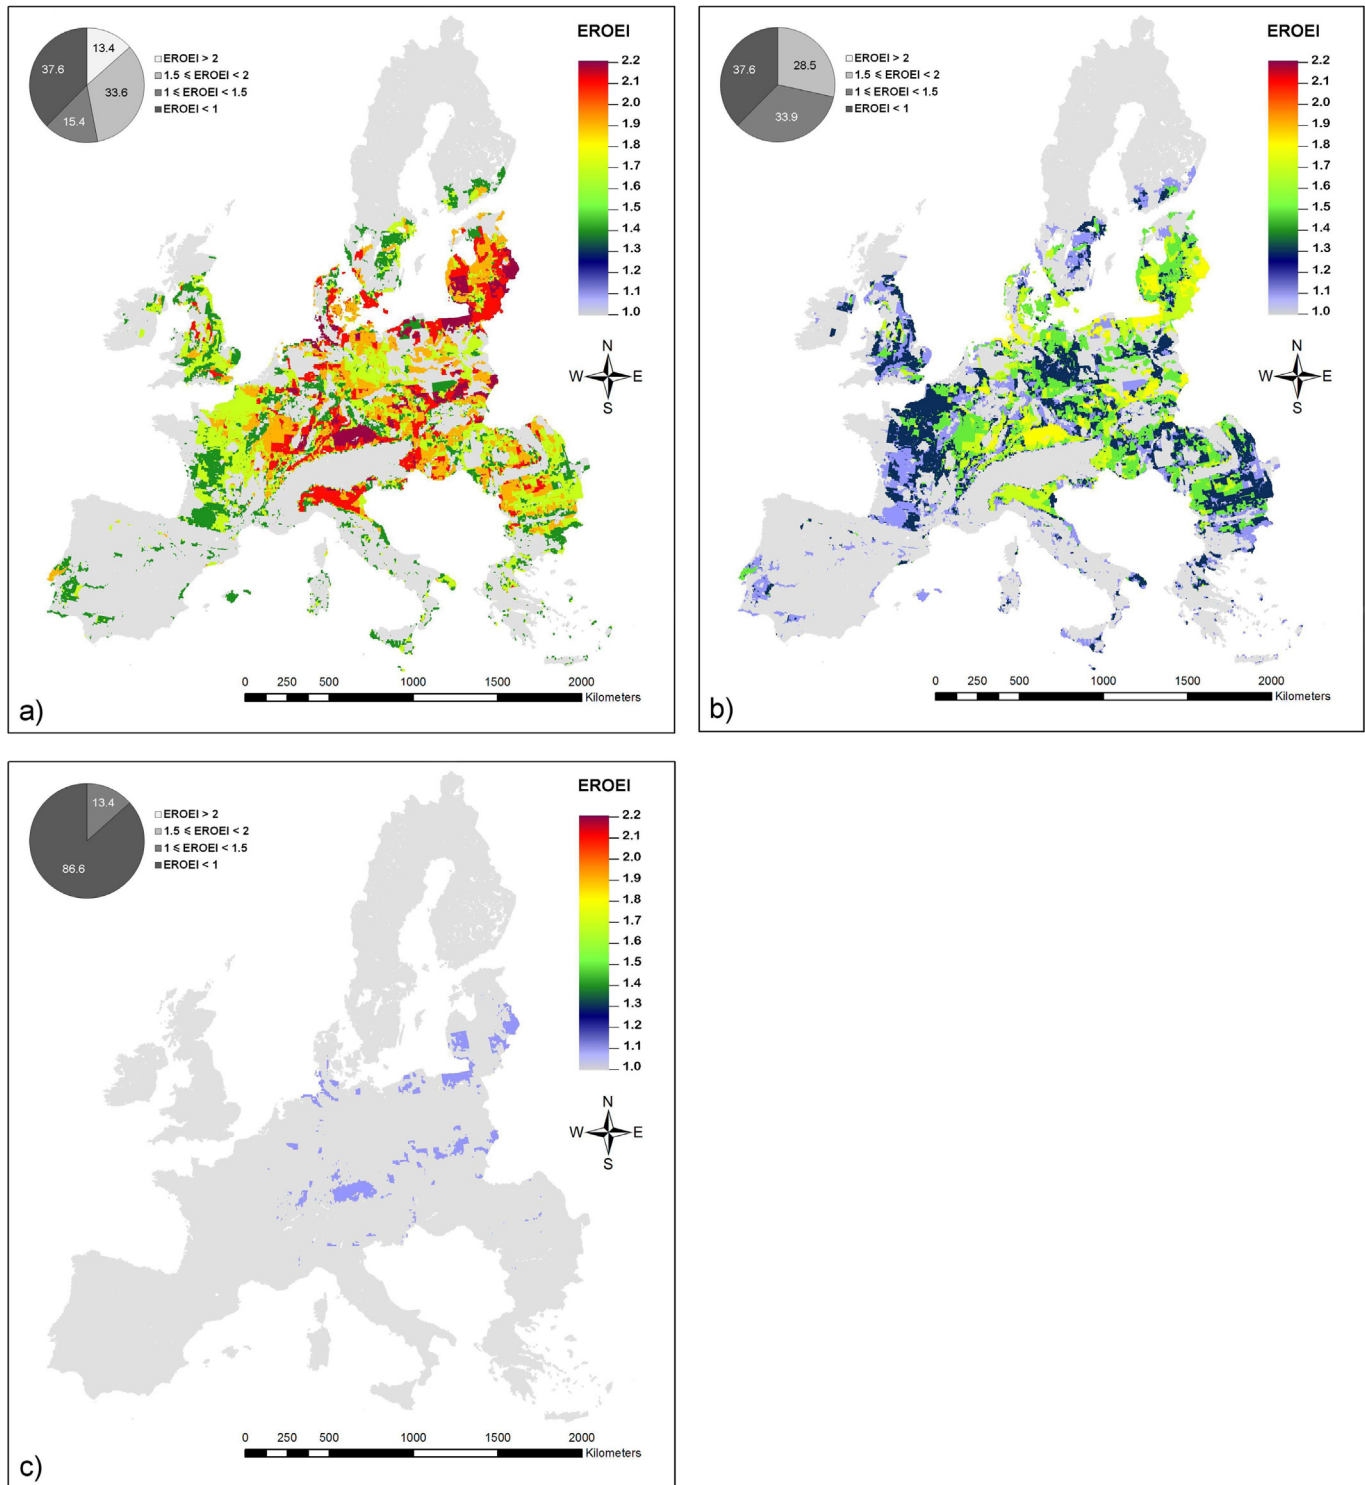 EROEI
13.4
37.6
33.6
15.4
EROEI > 2
1.5 ⩽ EROEI < 2
1 ⩽ EROEI < 1.5
EROEI < 1
2.2
2.1
2.0
1.9
1.8
1.7
1.6
1.5
1.4
1.3
1.2
1.1
1.0
N
W E
S
0 250 500 1000 1500 2000
Kilometers
a)
EROEI
37.6
28.5
33.9
EROEI > 2
1.5 ⩽ EROEI < 2
1 ⩽ EROEI < 1.5
EROEI < 1
2.2
2.1
2.0
1.9
1.8
1.7
1.6
1.5
1.4
1.3
1.2
1.1
1.0
N
W E
S
0 250 500 1000 1500 2000
Kilometers
b)
EROEI
13.4
86.6
EROEI > 2
1.5 ⩽ EROEI < 2
1 ⩽ EROEI < 1.5
EROEI < 1
2.2
2.1
2.0
1.9
1.8
1.7
1.6
1.5
1.4
1.3
1.2
1.1
1.0
N
W E
S
0 250 500 1000 1500 2000
Kilometers
c)